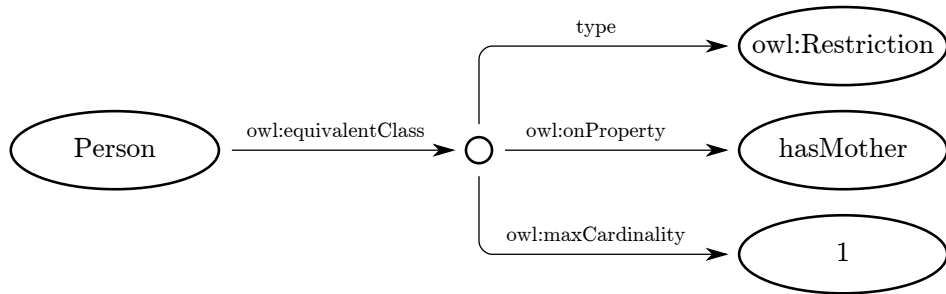 type
owl:Restriction
Person
owl:equivalentClass
owl:onProperty
hasMother
owl:maxCardinality
1